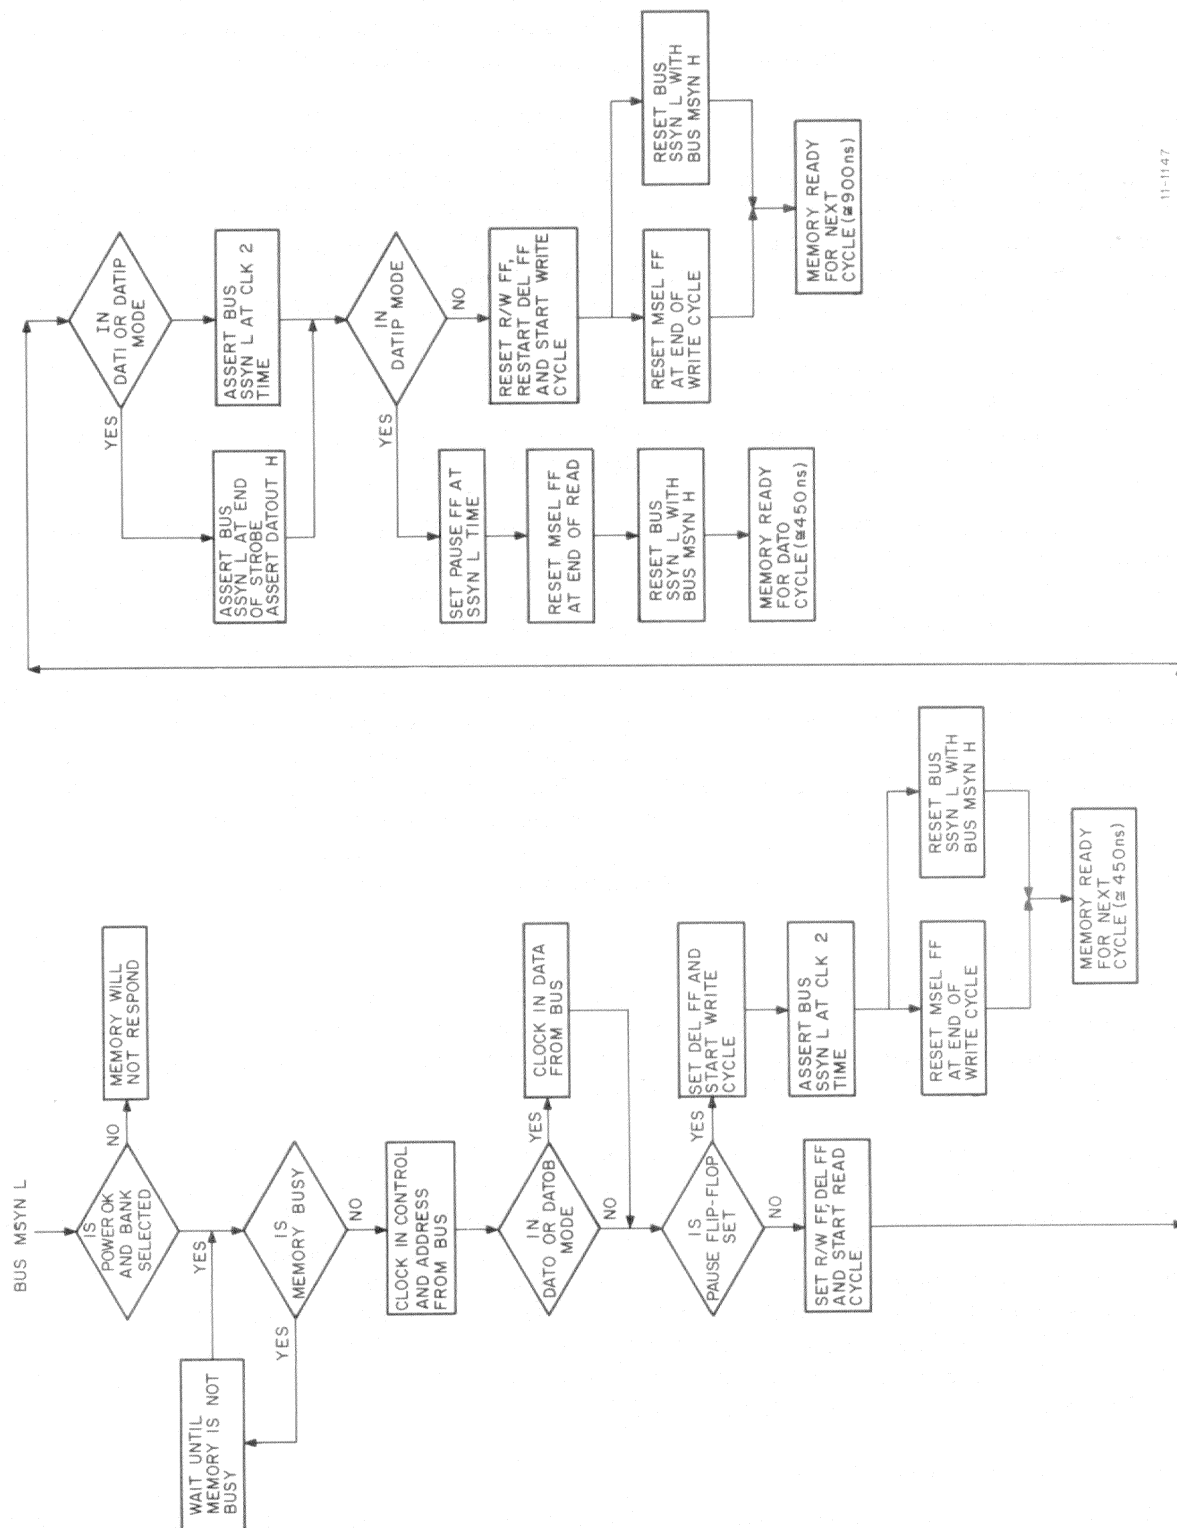 BUS MSYN L
IS
POWER OK
AND BANK
SELECTED
NO
MEMORY WILL
NOT RESPOND
YES
WAIT UNTIL
MEMORY IS NOT
BUSY
IS
MEMORY BUSY
YES
NO
CLOCK IN CONTROL
AND ADDRESS
FROM BUS
IN
DATO OR DATOB
MODE
YES
CLOCK IN DATA
FROM BUS
NO
IS
PAUSE FLIP-FLOP
SET
YES
SET DEL FF AND
START WRITE
CYCLE
NO
SET R/W FF, DEL FF
AND START READ
CYCLE
ASSERT BUS
SSYN L AT CLK 2
TIME
RESET MSEL FF
AT END OF
WRITE CYCLE
RESET BUS
SSYN L WITH
BUS MSYN H
MEMORY READY
FOR NEXT
CYCLE (≅ 450ns)
IN
DATI OR DATIP
MODE
YES
ASSERT BUS
SSYN L AT END
OF STROBE
ASSERT DATOUT H
ASSERT BUS
SSYN L AT CLK 2
TIME
IN
DATIP MODE
YES
NO
SET PAUSE FF AT
SSYN L TIME
RESET MSEL FF
AT END OF READ
RESET BUS
SSYN L WITH
BUS MSYN H
MEMORY READY
FOR DATO
CYCLE (≅450ns)
RESET R/W FF,
RESTART DEL FF
AND START WRITE
CYCLE
RESET MSEL FF
AT END OF
WRITE CYCLE
RESET BUS
SSYN L WITH
BUS MSYN H
MEMORY READY
FOR NEXT
CYCLE (≅900ns)
11-1147